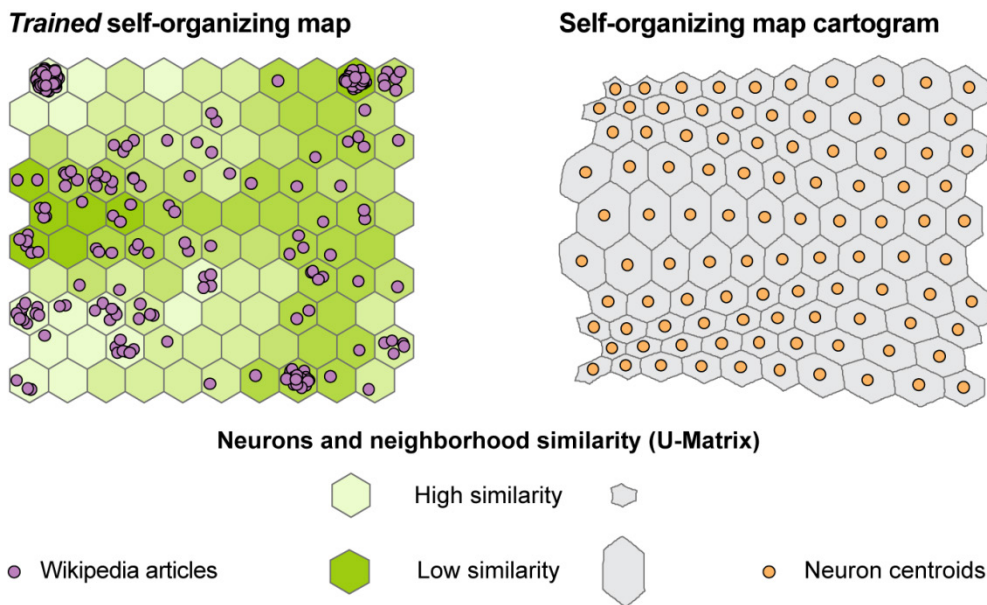 Trained self-organizing map
Self-organizing map cartogram
Neurons and neighborhood similarity (U-Matrix)
High similarity
Wikipedia articles
Low similarity
Neuron centroids